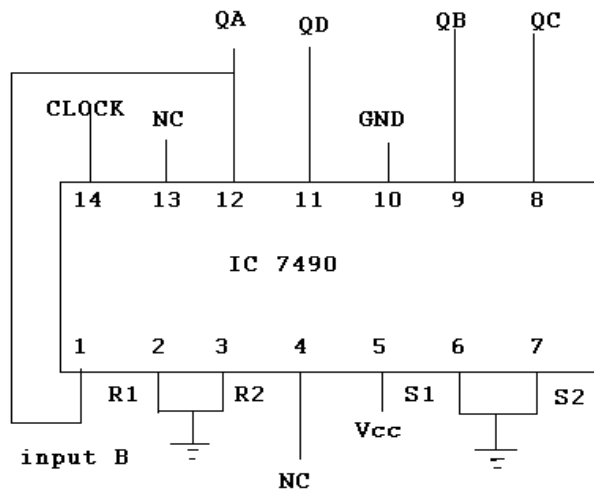 QA QD QB QC
CLOCK NC GND
14 13 12 11 10 9 8
IC 7490
1 2 3 4 5 6 7
R1 R2 S1 S2
Vcc
input B
NC